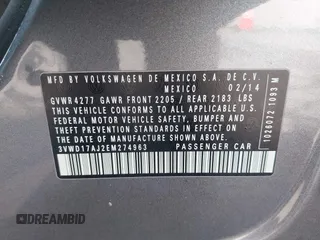 MFD.BY VOLKSWAGEN DE MEXICO S.A. DE C.V.
MEXICO 02/14
GVWR 4277 GAWR FRONT 2205 / REAR 2183 LBS
THIS VEHICLE CONFORMS TO ALL APPLICABLE U.S.
FEDERAL MOTOR VEHICLE SAFETY, BUMPER AND
THEFT PREVENTION STANDARDS IN EFFECT ON THE
DATE OF MANUFACTURE SHOWN ABOVE.
3VWD17AJ2EM274963 PASSENGER CAR
1026072 1093 M
DREAMBID